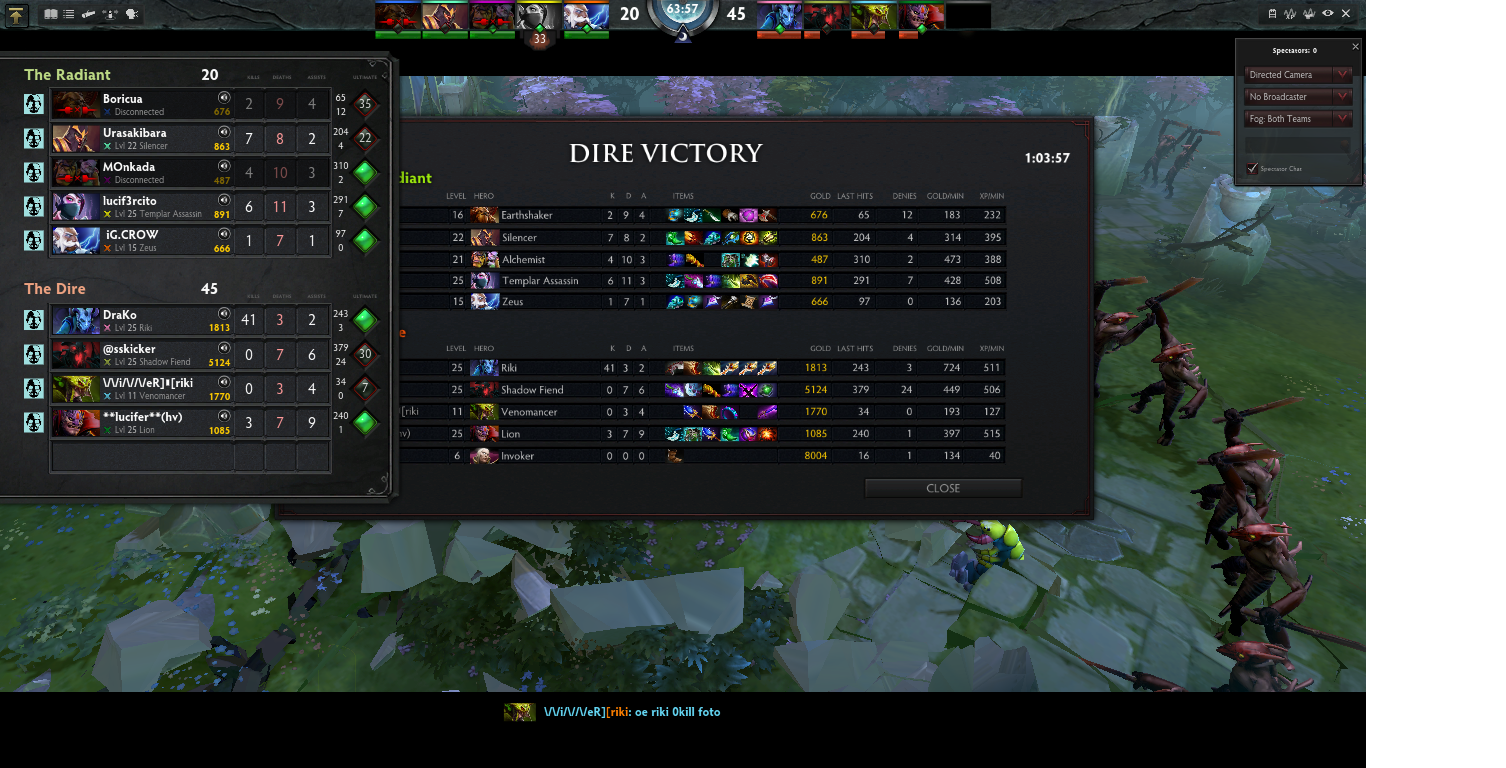 20 63:57 45
33
Spectators: 0
Directed Camera
No Broadcaster
Fog: Both Teams
Spectator Chat
The Radiant 20 KILLS DEATHS ASSISTS ULTIMATE
Boricua 2 9 4 65 35
Disconnected 676 12
Urasakibara 7 8 2 204 22
Lvl 22 Silencer 863 4
MOnkada 4 10 3 310
Disconnected 487 2
lucif3rcito 6 11 3 291
Lvl 25 Templar Assassin 891 7
iG.CROW 1 7 1 97
Lvl 15 Zeus 666 0
The Dire 45 KILLS DEATHS ASSISTS ULTIMATE
DraKo 41 3 2 243
Lvl 25 Riki 1813 3
@sskicker 0 7 6 379 30
Lvl 25 Shadow Fiend 5124 24
\/\/i/\/\/eR]•[riki 0 3 4 34 7
Lvl 11 Venomancer 1770 0
**lucifer**(hv) 3 7 9 240
Lvl 25 Lion 1085 1
DIRE VICTORY
1:03:57
diant
LEVEL HERO K D A ITEMS GOLD LAST HITS DENIES GOLD/MIN XP/MIN
16 Earthshaker 2 9 4 676 65 12 183 232
22 Silencer 7 8 2 863 204 4 314 395
21 Alchemist 4 10 3 487 310 2 473 388
25 Templar Assassin 6 11 3 891 291 7 428 508
15 Zeus 1 7 1 666 97 0 136 203
e
LEVEL HERO K D A ITEMS GOLD LAST HITS DENIES GOLD/MIN XP/MIN
25 Riki 41 3 2 1813 243 3 724 511
25 Shadow Fiend 0 7 6 5124 379 24 449 506
[riki 11 Venomancer 0 3 4 1770 34 0 193 127
hv) 25 Lion 3 7 9 1085 240 1 397 515
6 Invoker 0 0 0 8004 16 1 134 40
CLOSE
\/\/i/\/\/eR][riki: oe riki 0kill foto